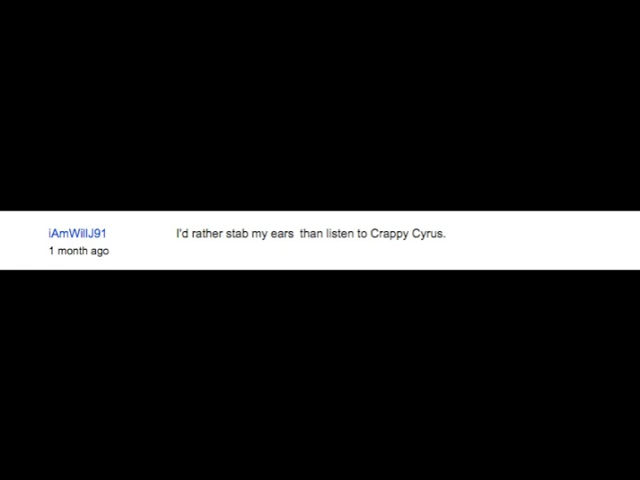 iAmWillJ91 I'd rather stab my ears than listen to Crappy Cyrus.
1 month ago